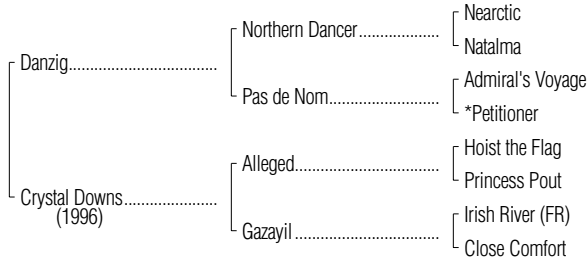 Nearctic
Northern Dancer....................
Natalma
Danzig.....................................
Admiral's Voyage
Pas de Nom...........................
*Petitioner
Hoist the Flag
Alleged....................................
Princess Pout
Crystal Downs.......................
(1996)
Irish River (FR)
Gazayil....................................
Close Comfort